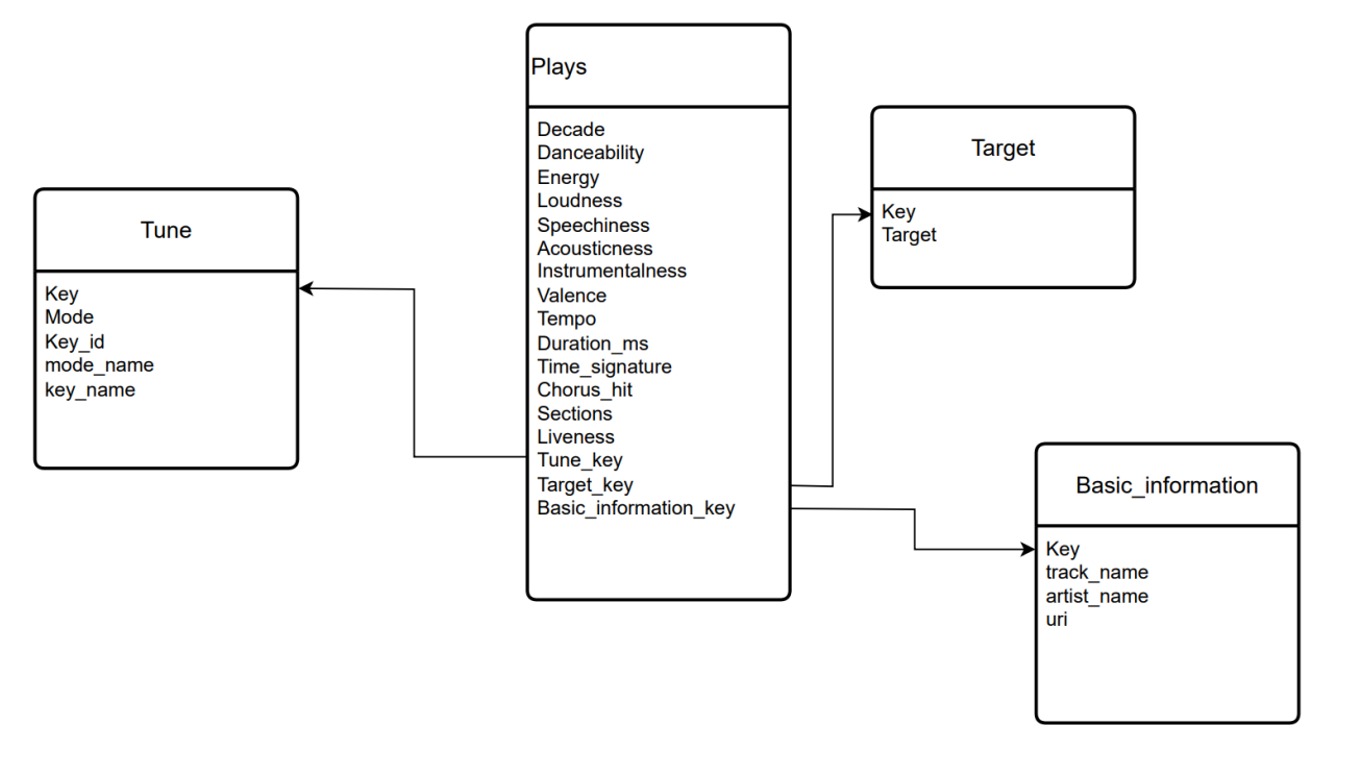 Plays
Decade
Danceability
Energy
Loudness
Speechiness
Acousticness
Instrumentalness
Valence
Tempo
Duration_ms
Time_signature
Chorus_hit
Sections
Liveness
Tune_key
Target_key
Basic_information_key
Target
Key
Target
Tune
Key
Mode
Key_id
mode_name
key_name
Basic_information
Key
track_name
artist_name
uri